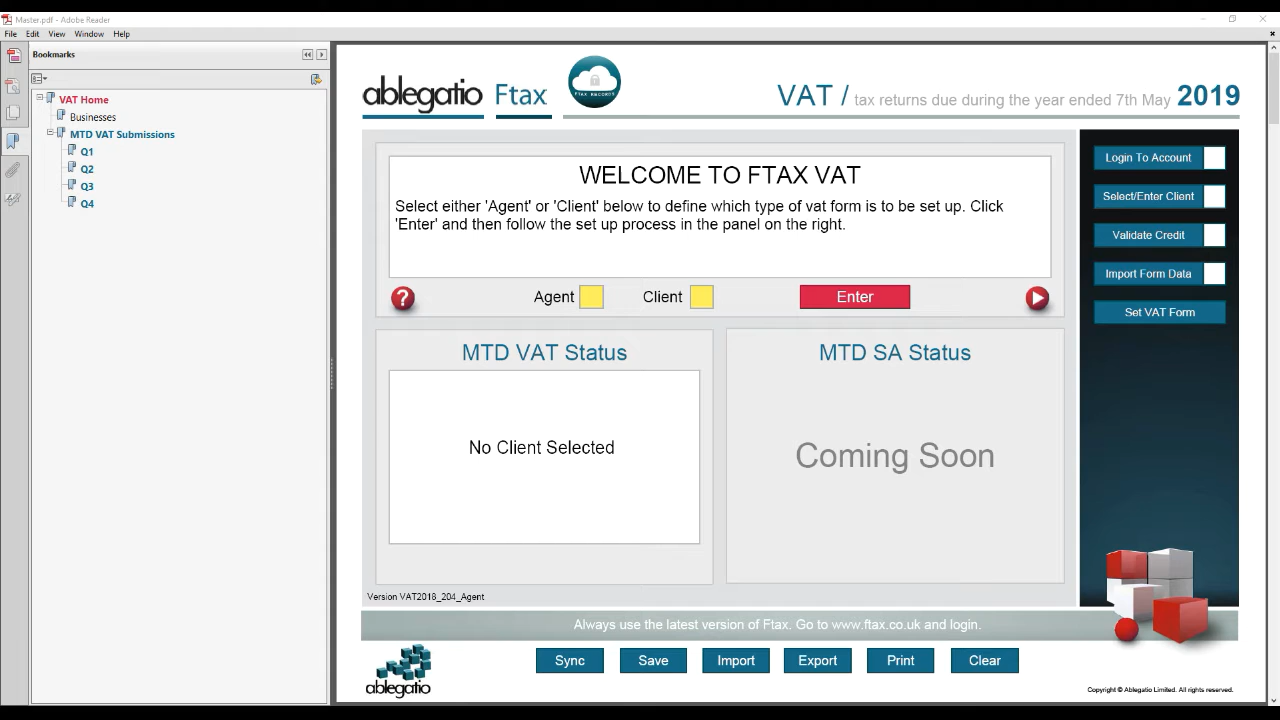 Master.pdf - Adobe Reader
File Edit View Window Help
Bookmarks
VAT Home
Businesses
MTD VAT Submissions
Q1
Q2
Q3
Q4
ablegatio Ftax
FTAX RECORDS
VAT / tax returns due during the year ended 7th May 2019
WELCOME TO FTAX VAT
Select either 'Agent' or 'Client' below to define which type of vat form is to be set up. Click
'Enter' and then follow the set up process in the panel on the right.
? Agent Client Enter
MTD VAT Status
No Client Selected
MTD SA Status
Coming Soon
Login To Account
Select/Enter Client
Validate Credit
Import Form Data
Set VAT Form
Version VAT2018_204_Agent
Always use the latest version of Ftax. Go to www.ftax.co.uk and login.
ablegatio
Sync Save Import Export Print Clear
Copyright © Ablegatio Limited. All rights reserved.